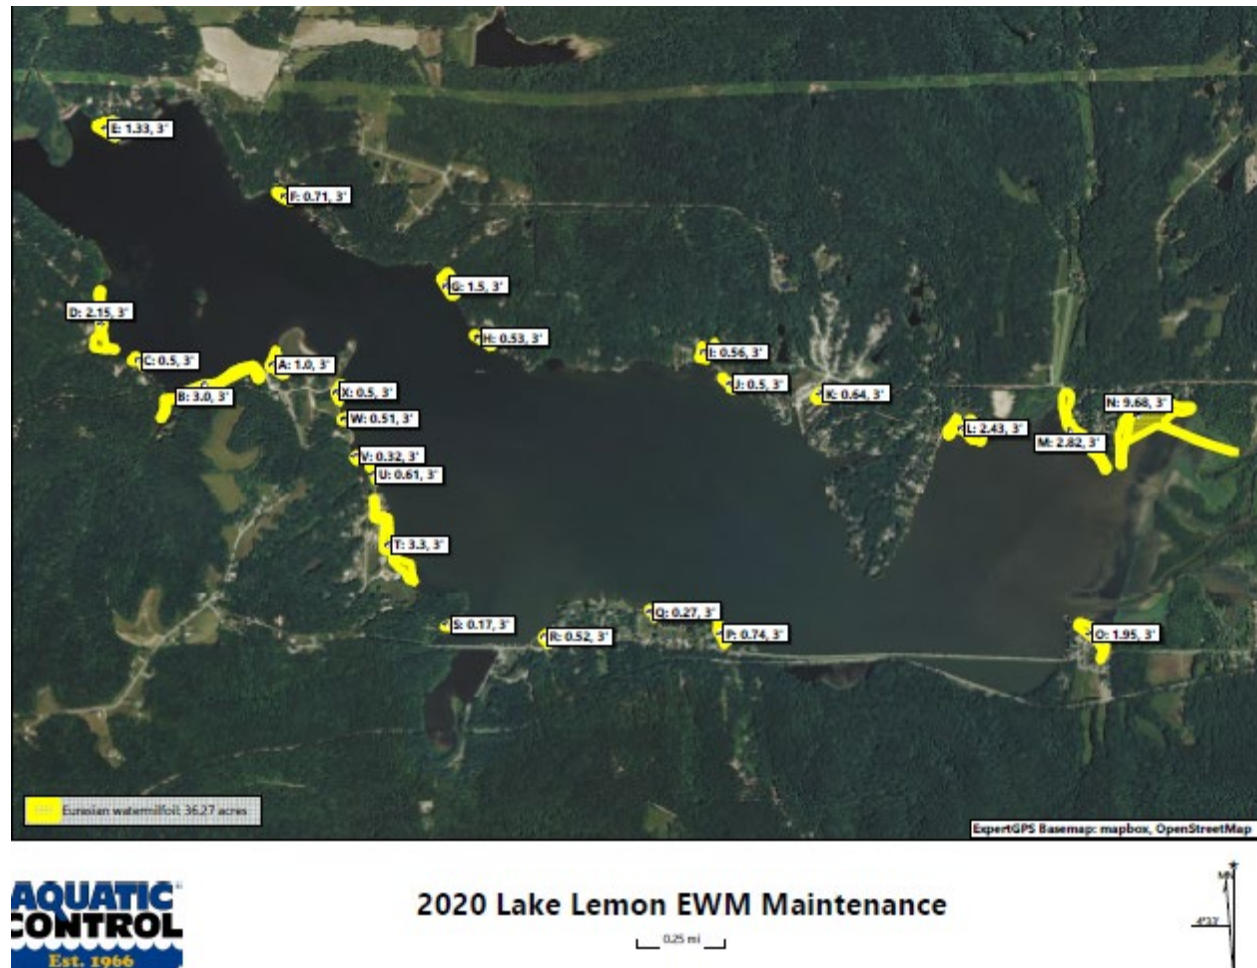 E: 1.33, 3'
F: 0.71, 3'
G: 1.5, 3'
D: 2.15, 3'
H: 0.53, 3'
C: 0.5, 3'
A: 1.0, 3'
I: 0.56, 3'
B: 3.0, 3'
X: 0.5, 3'
J: 0.5, 3'
K: 0.64, 3'
N: 9.68, 3'
W: 0.51, 3'
L: 2.43, 3'
M: 2.82, 3'
V: 0.32, 3'
U: 0.61, 3'
T: 3.3, 3'
Q: 0.27, 3'
S: 0.17, 3'
R: 0.52, 3'
P: 0.74, 3'
O: 1.95, 3'
Eurasian watermilfoil: 36.27 acres
ExpertGPS Basemap: mapbox, OpenStreetMap
AQUATIC
CONTROL
Est. 1966
2020 Lake Lemon EWM Maintenance
0.25 mi
MN
4°33'